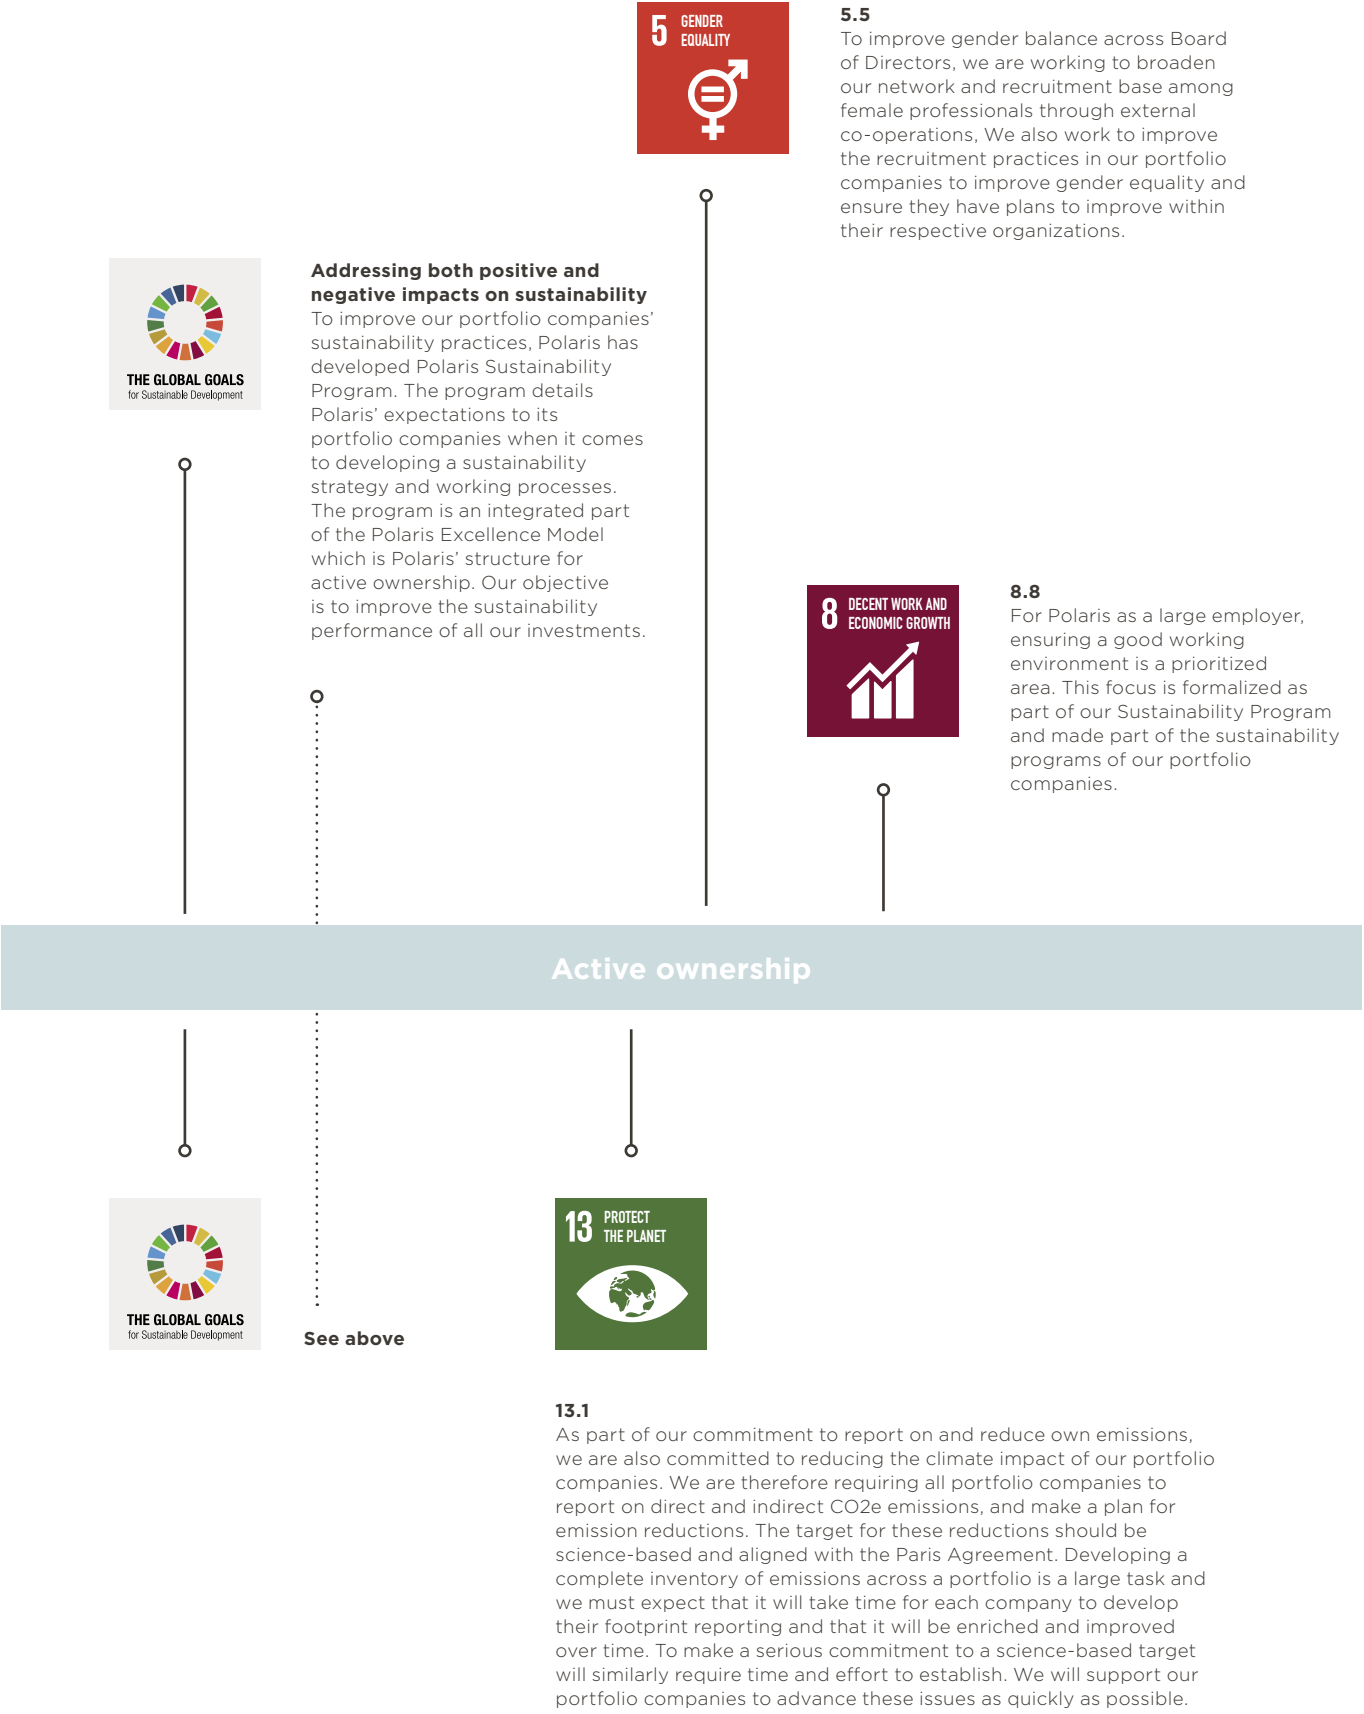 5 GENDER
EQUALITY
5.5
To improve gender balance across Board
of Directors, we are working to broaden
our network and recruitment base among
female professionals through external
co-operations, We also work to improve
the recruitment practices in our portfolio
companies to improve gender equality and
ensure they have plans to improve within
their respective organizations.
THE GLOBAL GOALS
for Sustainable Development
Addressing both positive and
negative impacts on sustainability
To improve our portfolio companies’
sustainability practices, Polaris has
developed Polaris Sustainability
Program. The program details
Polaris’ expectations to its
portfolio companies when it comes
to developing a sustainability
strategy and working processes.
The program is an integrated part
of the Polaris Excellence Model
which is Polaris’ structure for
active ownership. Our objective
is to improve the sustainability
performance of all our investments.
8 DECENT WORK AND
ECONOMIC GROWTH
8.8
For Polaris as a large employer,
ensuring a good working
environment is a prioritized
area. This focus is formalized as
part of our Sustainability Program
and made part of the sustainability
programs of our portfolio
companies.
Active ownership
THE GLOBAL GOALS
for Sustainable Development
See above
13 PROTECT
THE PLANET
13.1
As part of our commitment to report on and reduce own emissions,
we are also committed to reducing the climate impact of our portfolio
companies. We are therefore requiring all portfolio companies to
report on direct and indirect CO2e emissions, and make a plan for
emission reductions. The target for these reductions should be
science-based and aligned with the Paris Agreement. Developing a
complete inventory of emissions across a portfolio is a large task and
we must expect that it will take time for each company to develop
their footprint reporting and that it will be enriched and improved
over time. To make a serious commitment to a science-based target
will similarly require time and effort to establish. We will support our
portfolio companies to advance these issues as quickly as possible.